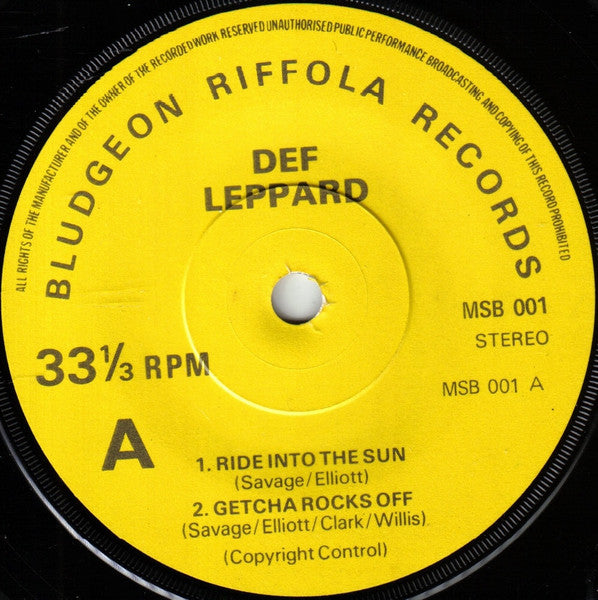 ALL RIGHTS OF THE MANUFACTURER AND OF THE OWNER OF THE RECORDED WORK RESERVED UNAUTHORISED PUBLIC PERFORMANCE BROADCASTING AND COPYING OF THIS RECORD PROHIBITED
BLUDGEON RIFFOLA RECORDS
DEF
LEPPARD
MSB 001
STEREO
33⅓ RPM
MSB 001 A
A
1. RIDE INTO THE SUN
(Savage/Elliott)
2. GETCHA ROCKS OFF
(Savage/Elliott/Clark/Willis)
(Copyright Control)